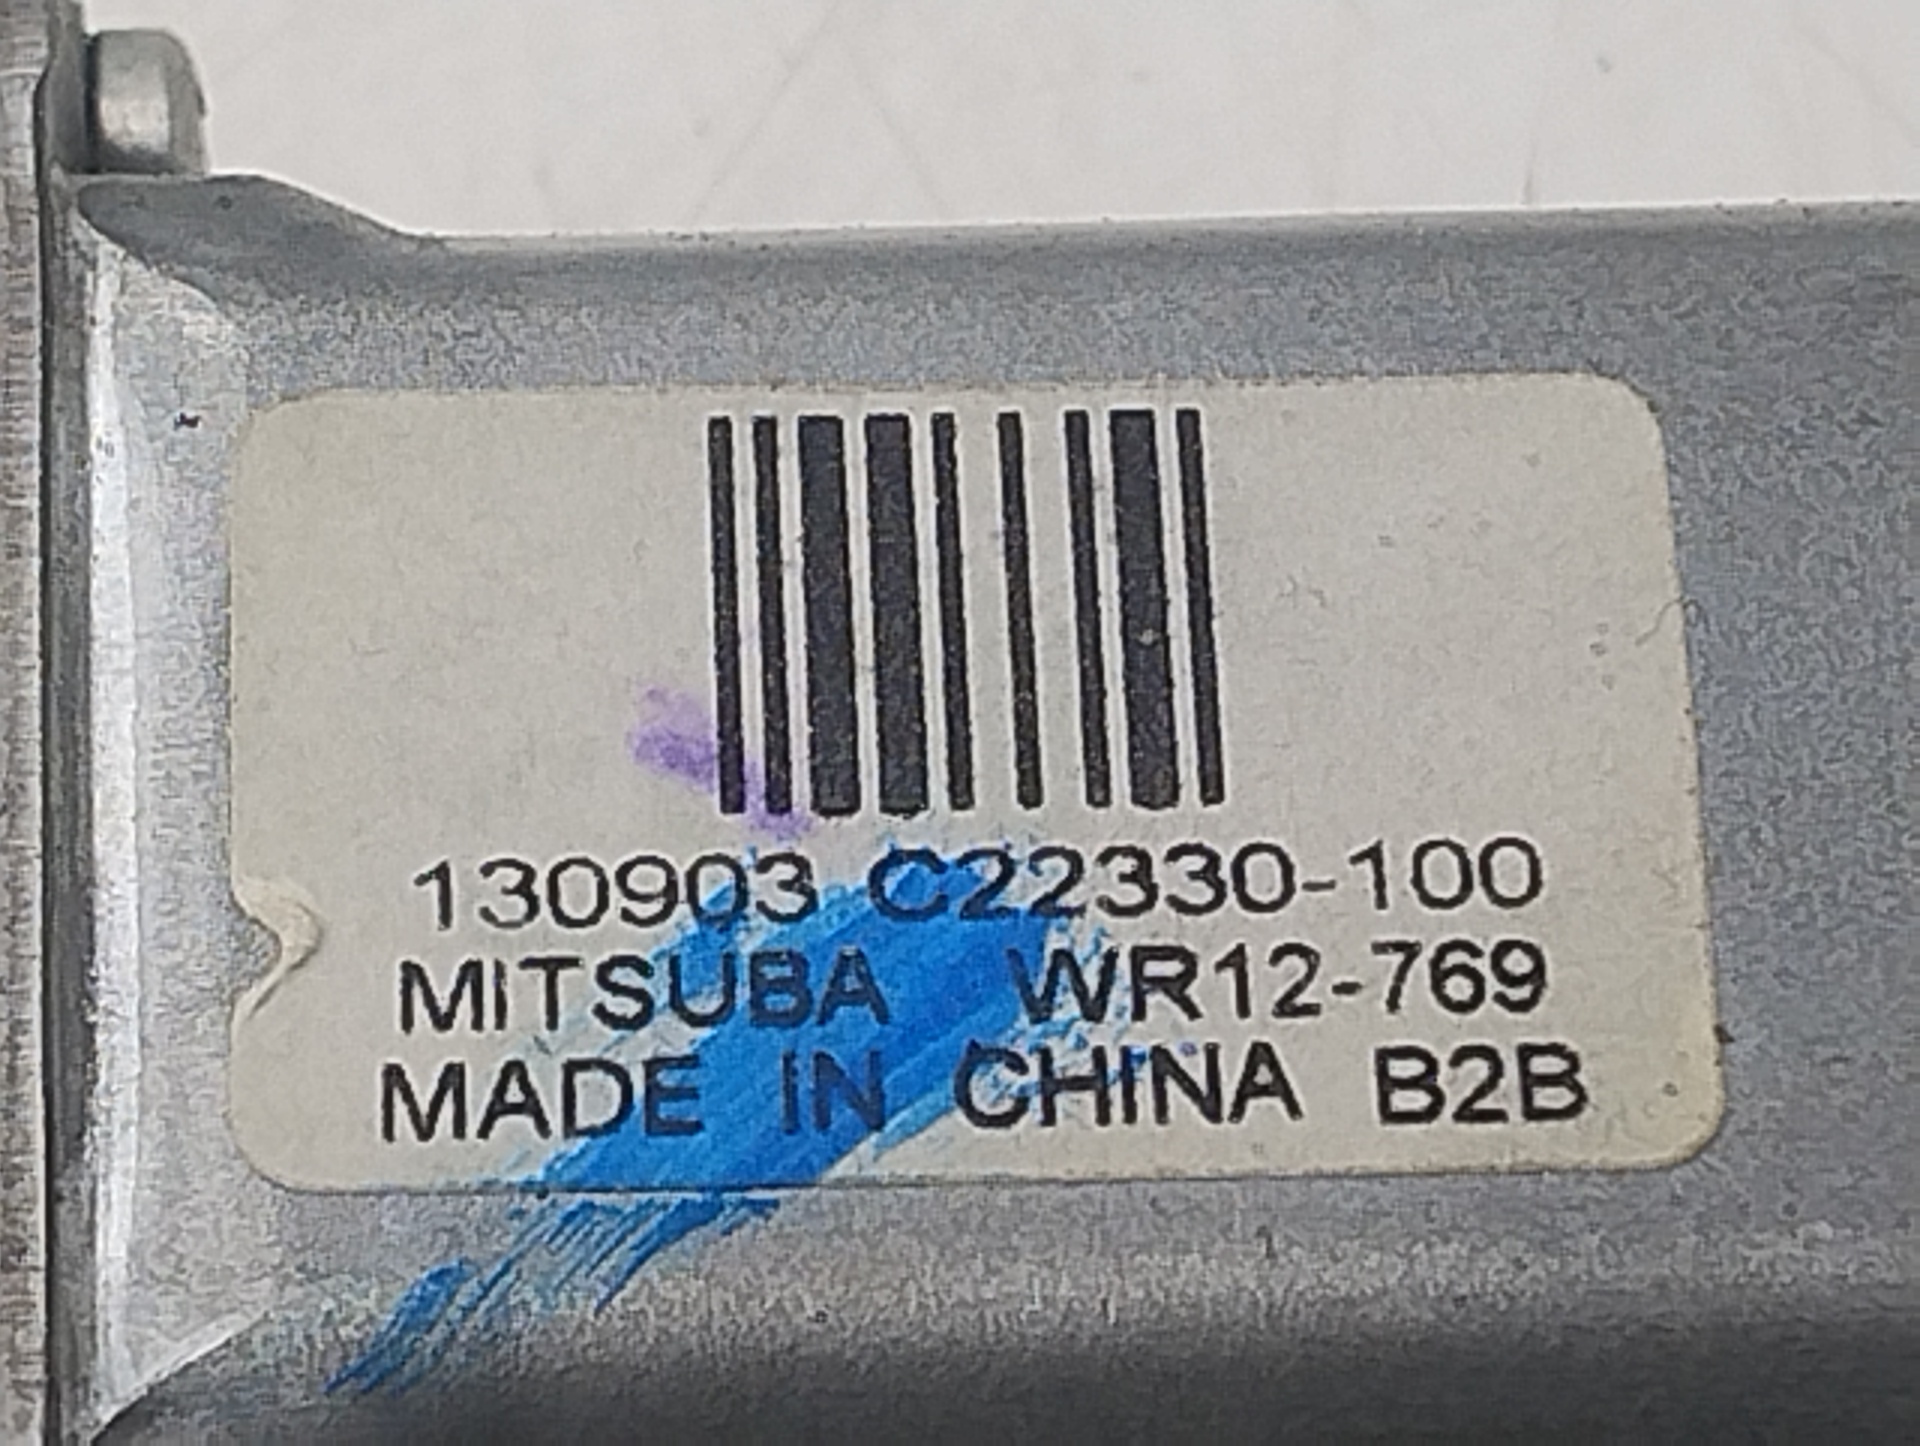 130903 C22330-100
MITSUBA WR12-769
MADE IN CHINA B2B